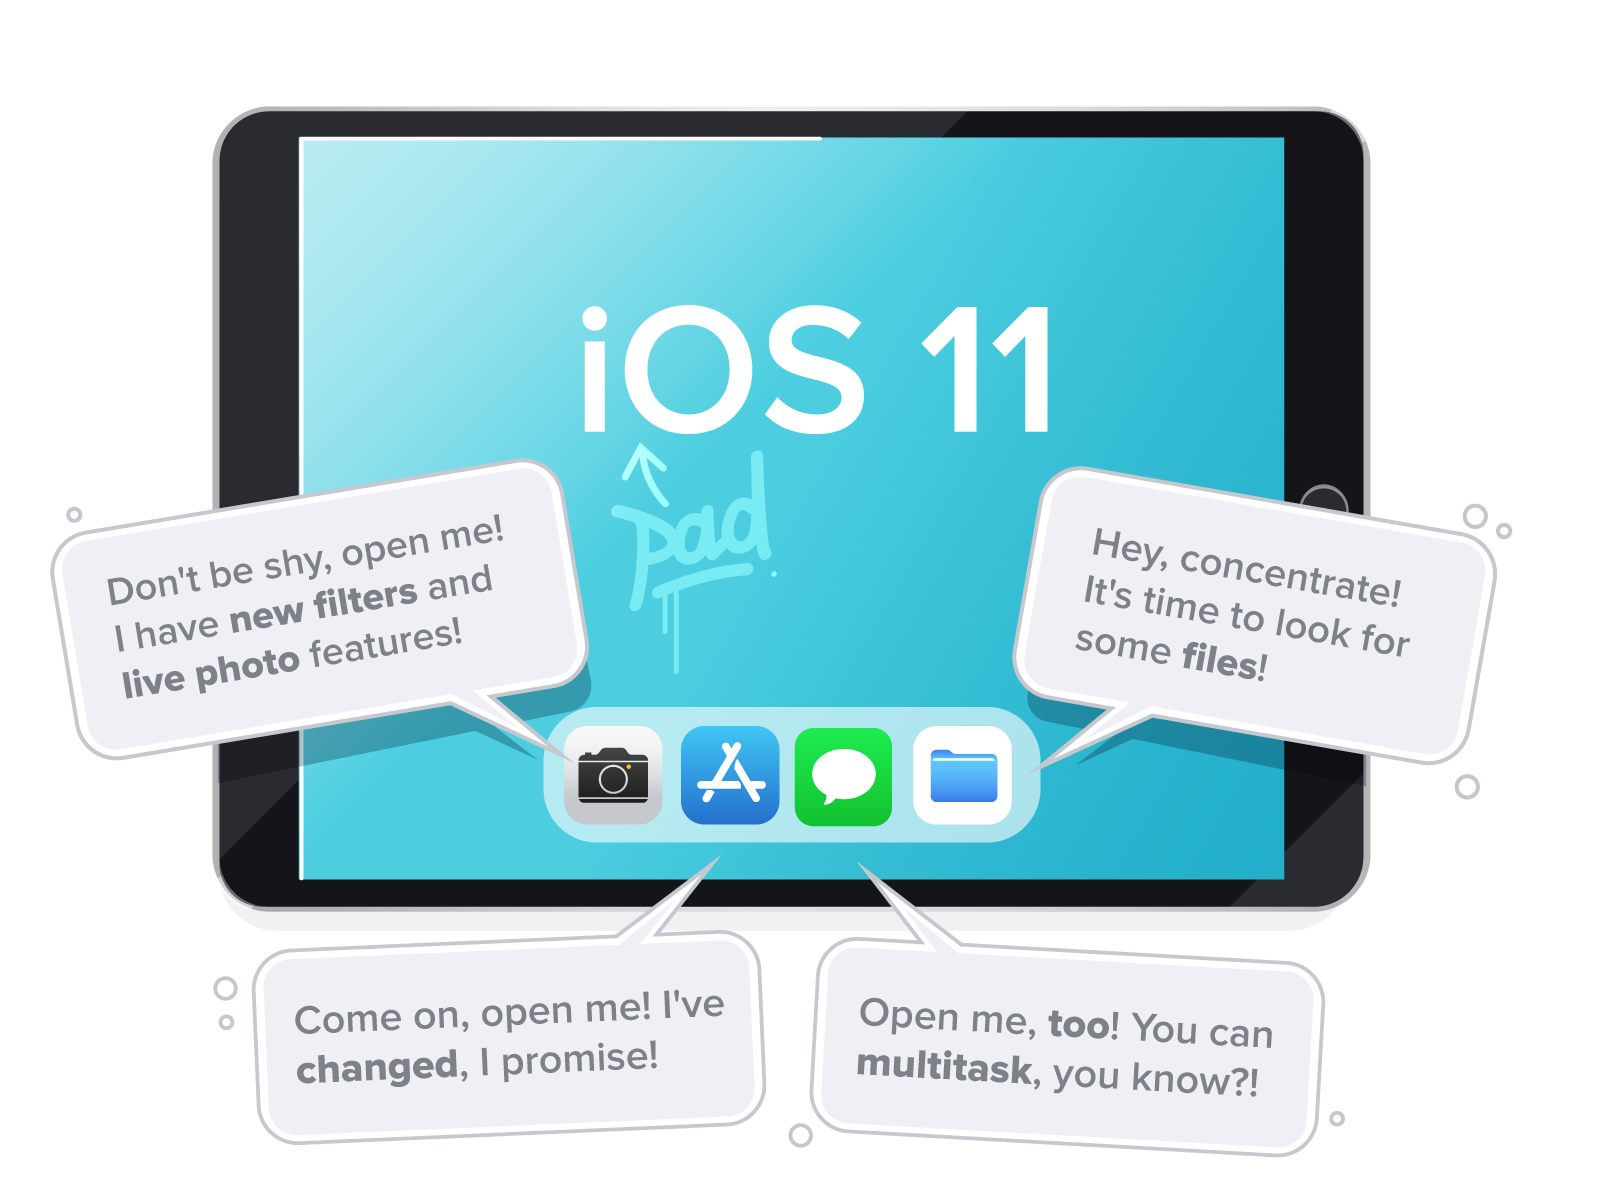 iOS 11
pad
Don't be shy, open me!
I have new filters and
live photo features!
Hey, concentrate!
It's time to look for
some files!
Come on, open me! I've
changed, I promise!
Open me, too! You can
multitask, you know?!